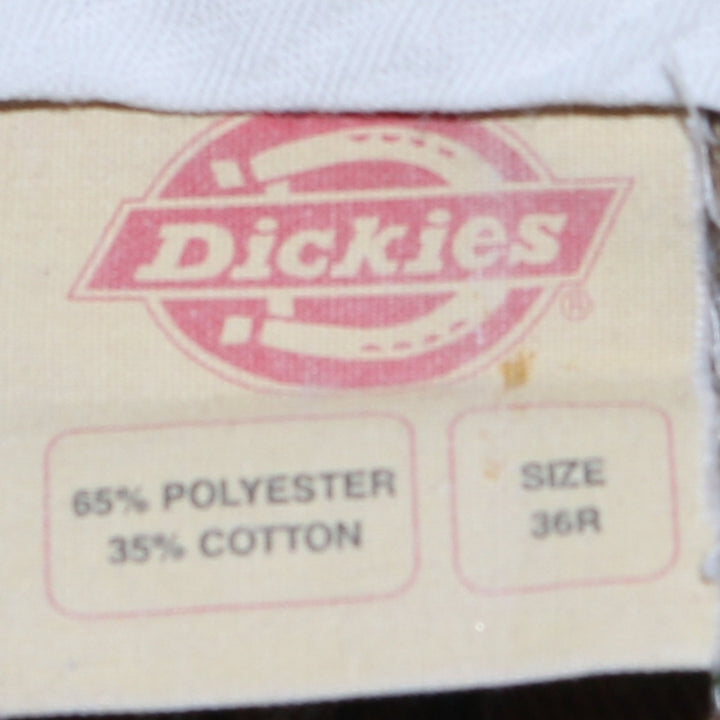 Dickies
®
65% POLYESTER
35% COTTON
SIZE
36R